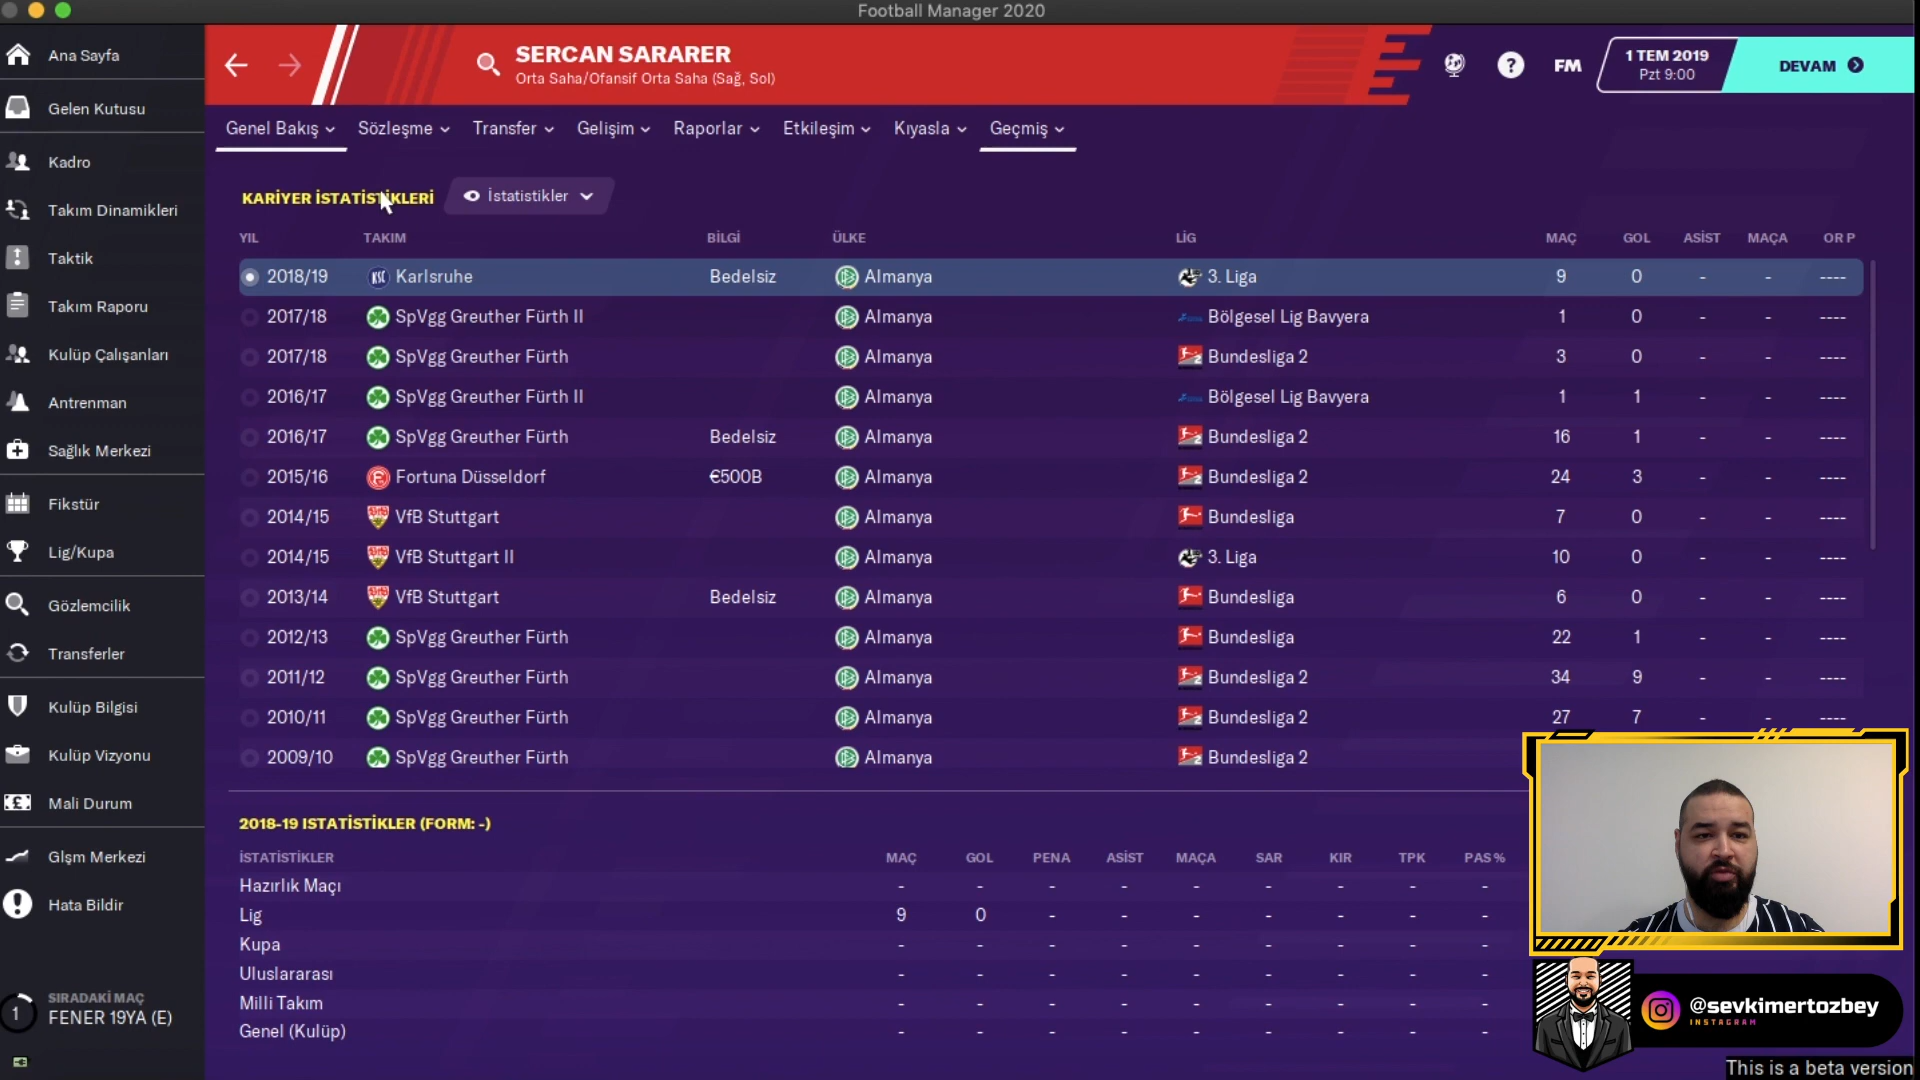 Football Manager 2020
Ana Sayfa
Gelen Kutusu
Kadro
Takım Dinamikleri
Taktik
Takım Raporu
Kulüp Çalışanları
Antrenman
Sağlık Merkezi
Fikstür
Lig/Kupa
Gözlemcilik
Transferler
Kulüp Bilgisi
Kulüp Vizyonu
Mali Durum
Glşm Merkezi
Hata Bildir
1
SIRADAKİ MAÇ
FENER 19YA (E)
SERCAN SARARER
Orta Saha/Ofansif Orta Saha (Sağ, Sol)
? FM
1 TEM 2019
Pzt 9:00
DEVAM
Genel Bakış Sözleşme Transfer Gelişim Raporlar Etkileşim Kıyasla Geçmiş
KARİYER İSTATİSTİKLERİ İstatistikler
YIL TAKIM BİLGİ ÜLKE LİG MAÇ GOL ASİST MAÇA OR P
2018/19 KSC Karlsruhe Bedelsiz Almanya 3. Liga 9 0 - - ----
2017/18 SpVgg Greuther Fürth II Almanya Bölgesel Lig Bavyera 1 0 - - ----
2017/18 SpVgg Greuther Fürth Almanya Bundesliga 2 3 0 - - ----
2016/17 SpVgg Greuther Fürth II Almanya Bölgesel Lig Bavyera 1 1 - - ----
2016/17 SpVgg Greuther Fürth Bedelsiz Almanya Bundesliga 2 16 1 - - ----
2015/16 Fortuna Düsseldorf €500B Almanya Bundesliga 2 24 3 - - ----
2014/15 VfB Stuttgart Almanya Bundesliga 7 0 - - ----
2014/15 VfB Stuttgart II Almanya 3. Liga 10 0 - - ----
2013/14 VfB Stuttgart Bedelsiz Almanya Bundesliga 6 0 - - ----
2012/13 SpVgg Greuther Fürth Almanya Bundesliga 22 1 - - ----
2011/12 SpVgg Greuther Fürth Almanya Bundesliga 2 34 9 - - ----
2010/11 SpVgg Greuther Fürth Almanya Bundesliga 2 27 7 - - ----
2009/10 SpVgg Greuther Fürth Almanya Bundesliga 2
2018-19 ISTATİSTİKLER (FORM: -)
İSTATİSTİKLER MAÇ GOL PENA ASİST MAÇA SAR KIR TPK PAS %
Hazırlık Maçı - - - - - - - - -
Lig 9 0 - - - - - - -
Kupa - - - - - - - - -
Uluslararası - - - - - - - - -
Milli Takım - - - - - - - - -
Genel (Kulüp) - - - - - - - - -
@sevkimertozbey
INSTAGRAM
This is a beta version